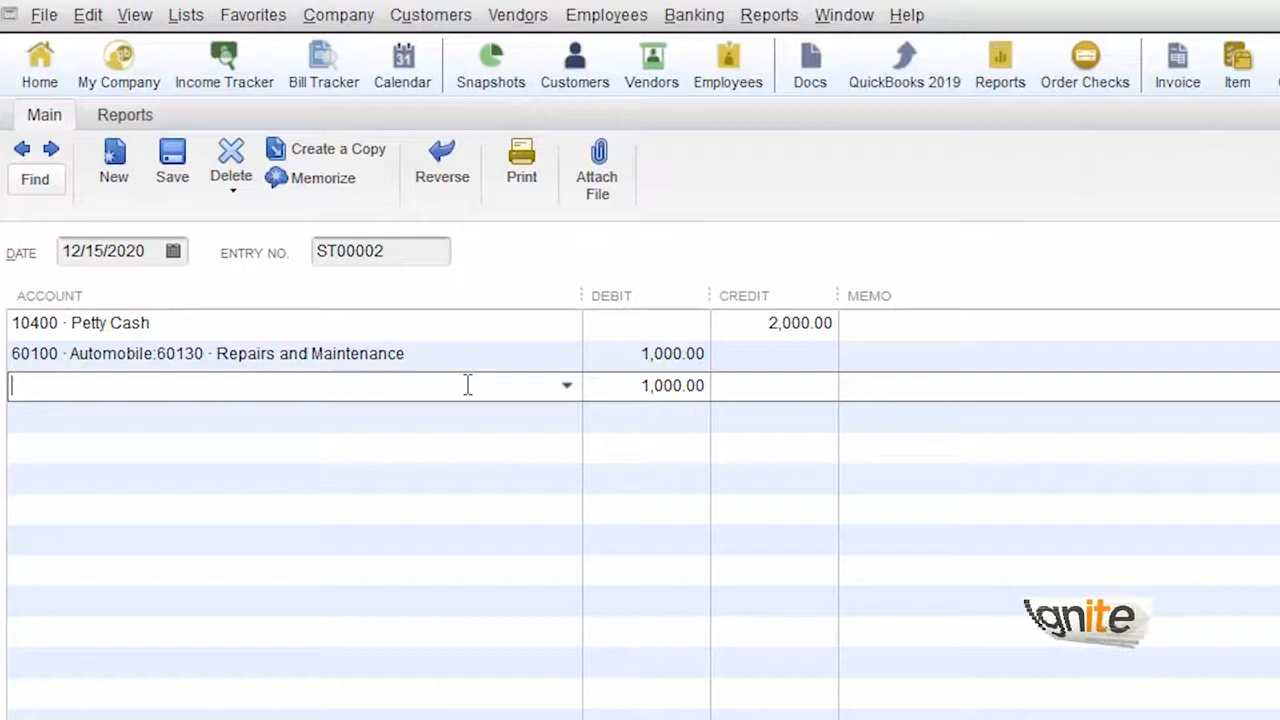 File Edit View Lists Favorites Company Customers Vendors Employees Banking Reports Window Help
Home My Company Income Tracker Bill Tracker Calendar Snapshots Customers Vendors Employees Docs QuickBooks 2019 Reports Order Checks Invoice Item
Main Reports
Find New Save Delete Create a Copy Memorize Reverse Print Attach File
DATE 12/15/2020 ENTRY NO. ST00002
ACCOUNT DEBIT CREDIT MEMO
10400 · Petty Cash 2,000.00
60100 · Automobile:60130 · Repairs and Maintenance 1,000.00
1,000.00
ignite